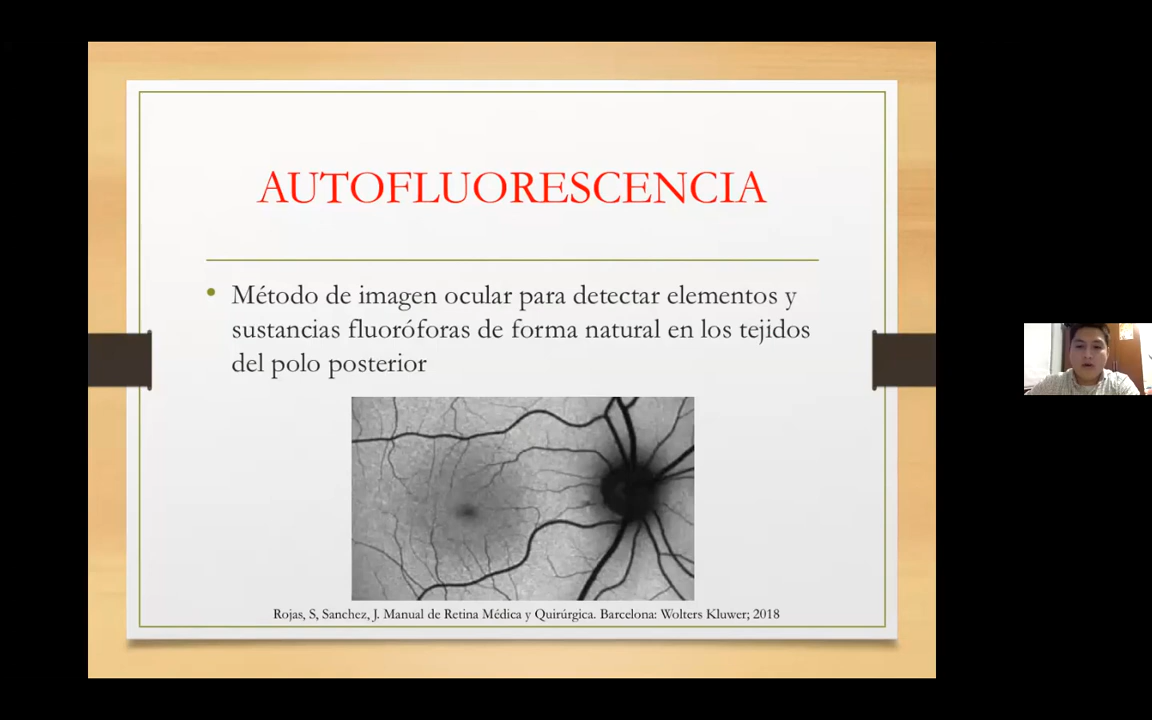 AUTOFLUORESCENCIA
• Método de imagen ocular para detectar elementos y
sustancias fluoróforas de forma natural en los tejidos
del polo posterior
Rojas, S, Sanchez, J. Manual de Retina Médica y Quirúrgica. Barcelona: Wolters Kluwer; 2018